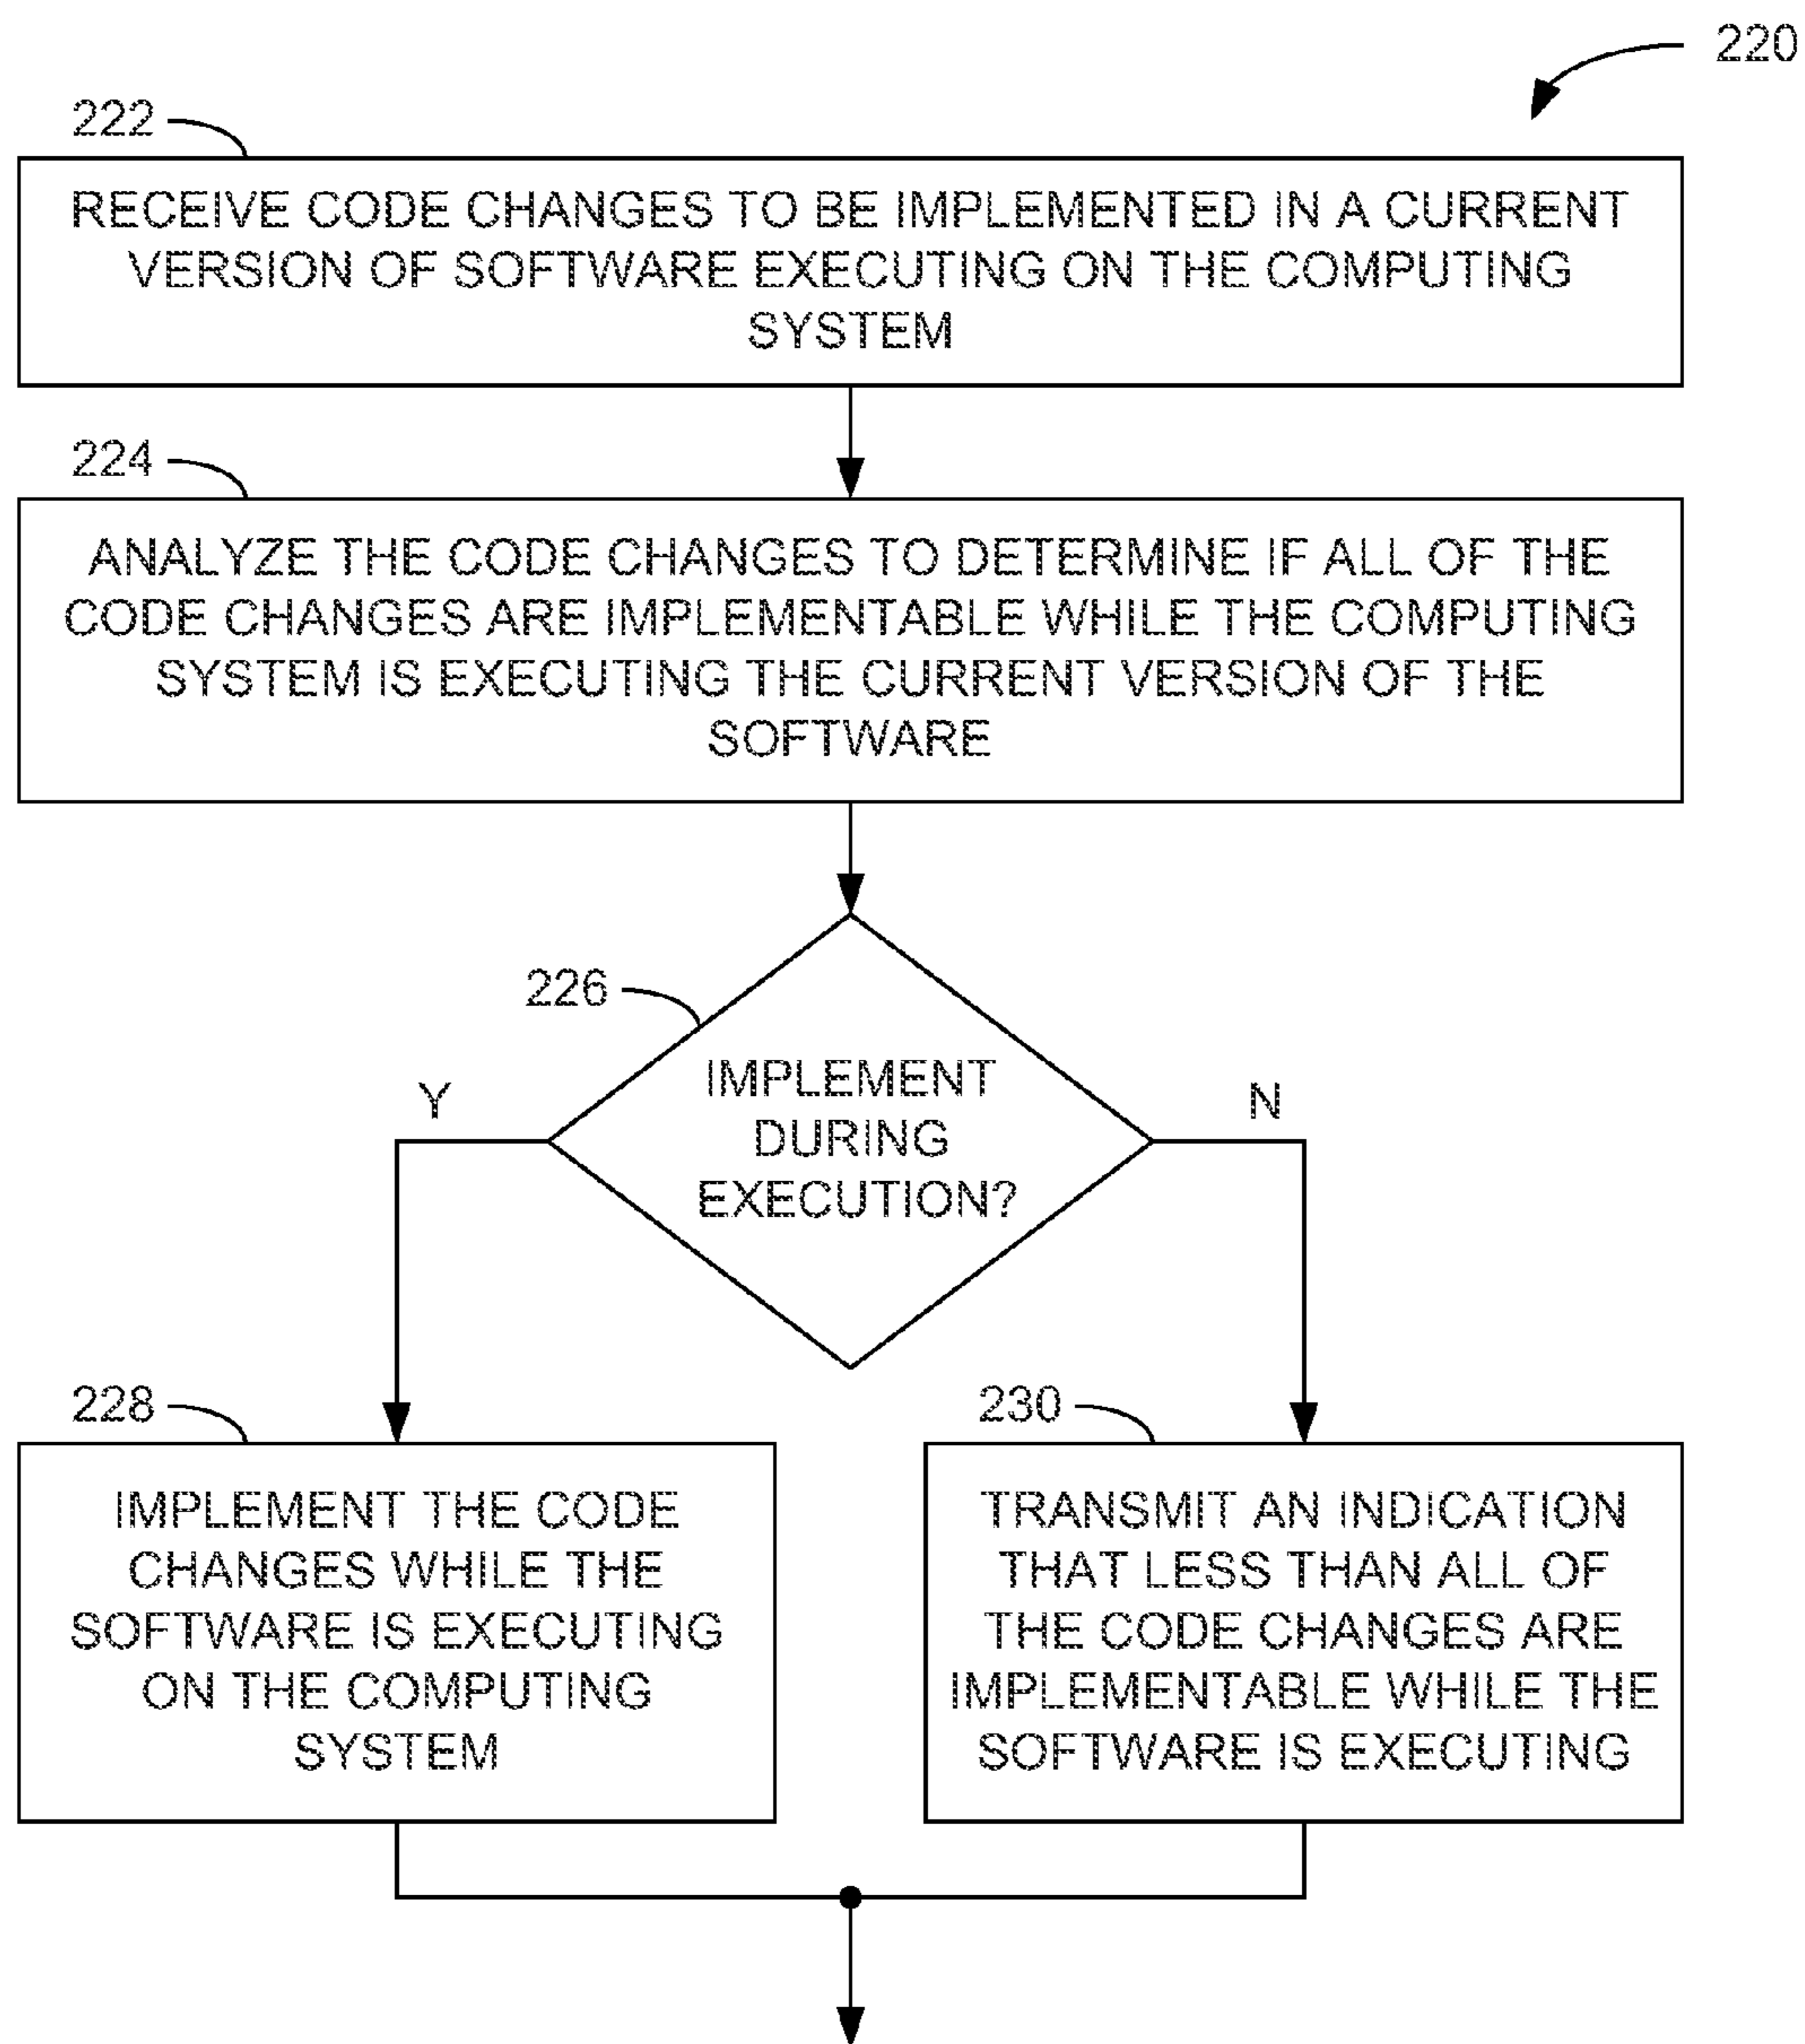 220
222
RECEIVE CODE CHANGES TO BE IMPLEMENTED IN A CURRENT
VERSION OF SOFTWARE EXECUTING ON THE COMPUTING
SYSTEM
224
ANALYZE THE CODE CHANGES TO DETERMINE IF ALL OF THE
CODE CHANGES ARE IMPLEMENTABLE WHILE THE COMPUTING
SYSTEM IS EXECUTING THE CURRENT VERSION OF THE
SOFTWARE
226
IMPLEMENT
DURING
EXECUTION?
Y
N
228
IMPLEMENT THE CODE
CHANGES WHILE THE
SOFTWARE IS EXECUTING
ON THE COMPUTING
SYSTEM
230
TRANSMIT AN INDICATION
THAT LESS THAN ALL OF
THE CODE CHANGES ARE
IMPLEMENTABLE WHILE THE
SOFTWARE IS EXECUTING